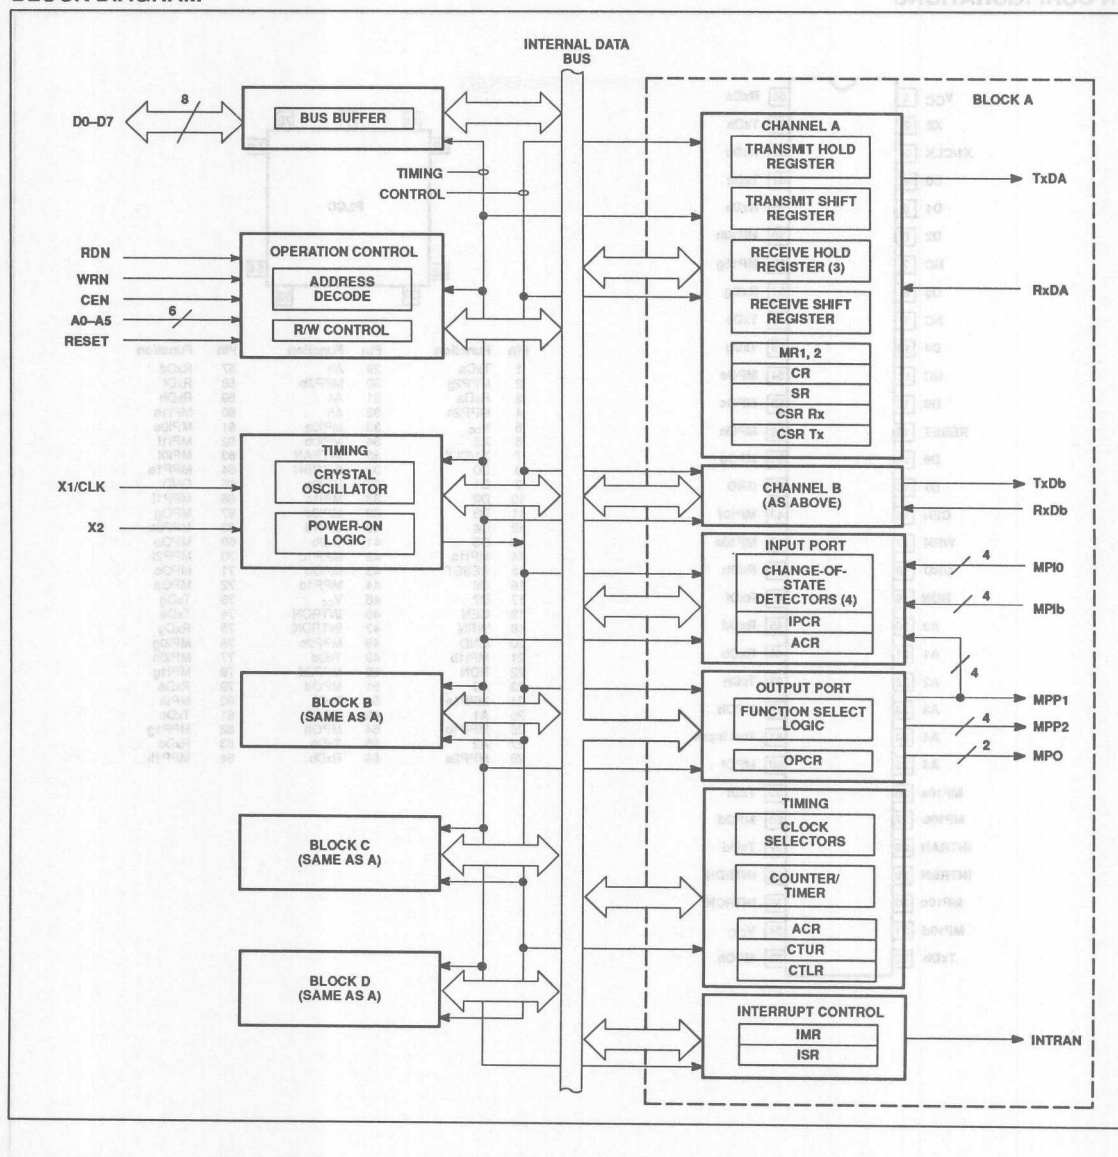 BLOCK DIAGRAM
INTERNAL DATA
BUS
D0–D7
8
BUS BUFFER
TIMING
CONTROL
RDN
WRN
CEN
A0–A5
6
RESET
OPERATION CONTROL
ADDRESS
DECODE
R/W CONTROL
X1/CLK
X2
TIMING
CRYSTAL
OSCILLATOR
POWER-ON
LOGIC
BLOCK B
(SAME AS A)
BLOCK C
(SAME AS A)
BLOCK D
(SAME AS A)
BLOCK A
CHANNEL A
TRANSMIT HOLD
REGISTER
TRANSMIT SHIFT
REGISTER
RECEIVE HOLD
REGISTER (3)
RECEIVE SHIFT
REGISTER
MR1, 2
CR
SR
CSR Rx
CSR Tx
TxDA
RxDA
CHANNEL B
(AS ABOVE)
TxDb
RxDb
INPUT PORT
CHANGE-OF-
STATE
DETECTORS (4)
IPCR
ACR
4
MPI0
4
MPIb
4
OUTPUT PORT
FUNCTION SELECT
LOGIC
OPCR
MPP1
4
MPP2
2
MPO
TIMING
CLOCK
SELECTORS
COUNTER/
TIMER
ACR
CTUR
CTLR
INTERRUPT CONTROL
IMR
ISR
INTRAN